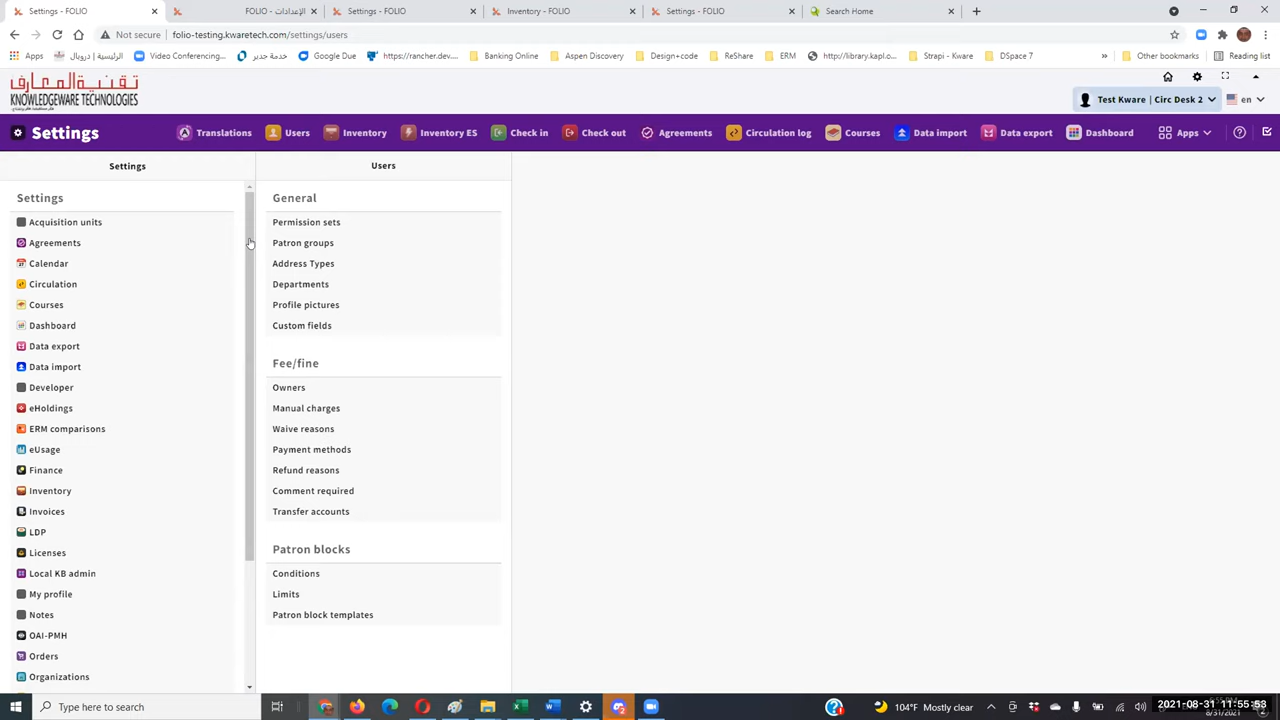 Settings - FOLIO
الإعدادات - FOLIO
Settings - FOLIO
Inventory - FOLIO
Settings - FOLIO
Search Home
Not secure | folio-testing.kwaretech.com/settings/users
Apps
الرئيسية | دروبال
Video Conferencing...
Google Due
خدمة جدير
https://rancher.dev....
Banking Online
Aspen Discovery
Design+code
ReShare
ERM
http://library.kapl.o...
Strapi - Kware
DSpace 7
»
Other bookmarks
Reading list
تقنية المعارف
KNOWLEDGEWARE TECHNOLOGIES
Test Kware | Circ Desk 2
en
Settings
Translations
Users
Inventory
Inventory ES
Check in
Check out
Agreements
Circulation log
Courses
Data import
Data export
Dashboard
Apps
Settings
Settings
Acquisition units
Agreements
Calendar
Circulation
Courses
Dashboard
Data export
Data import
Developer
eHoldings
ERM comparisons
eUsage
Finance
Inventory
Invoices
LDP
Licenses
Local KB admin
My profile
Notes
OAI-PMH
Orders
Organizations
Users
General
Permission sets
Patron groups
Address Types
Departments
Profile pictures
Custom fields
Fee/fine
Owners
Manual charges
Waive reasons
Payment methods
Refund reasons
Comment required
Transfer accounts
Patron blocks
Conditions
Limits
Patron block templates
Type here to search
104°F Mostly clear
2021-08-31 11:55:53
8/31/2021